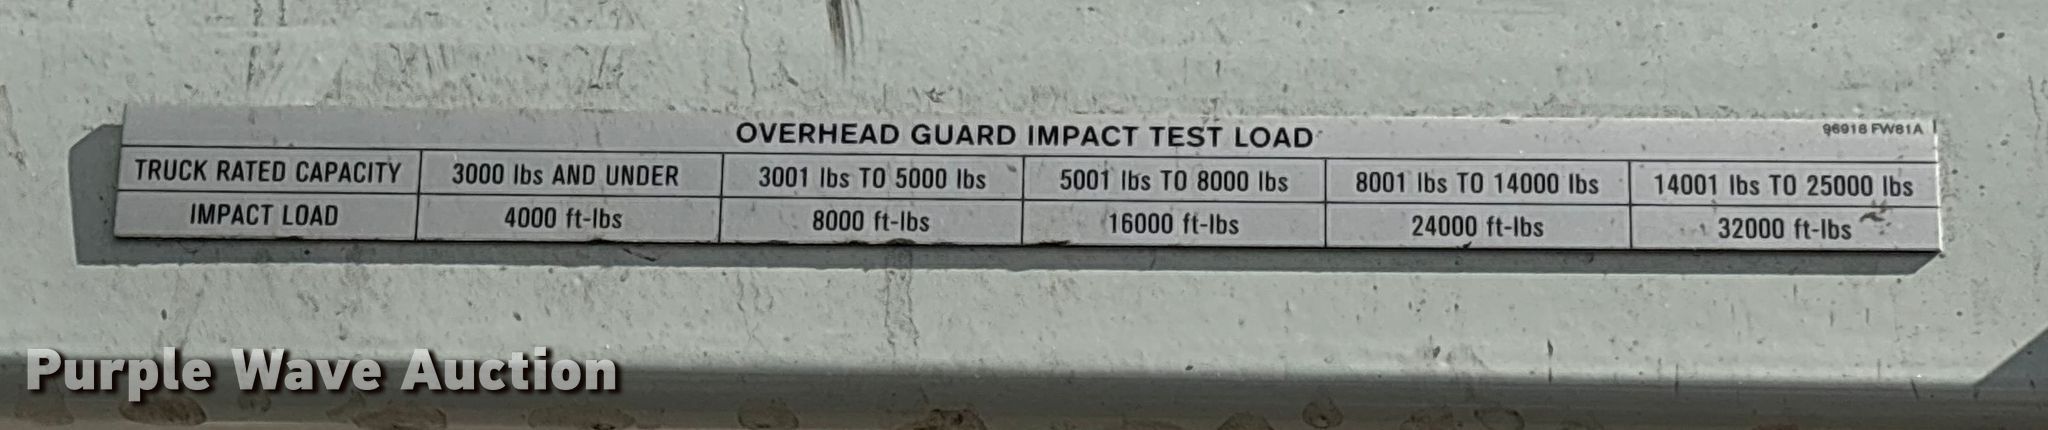 OVERHEAD GUARD IMPACT TEST LOAD 96918 FW81A
TRUCK RATED CAPACITY 3000 lbs AND UNDER 3001 lbs TO 5000 lbs 5001 lbs TO 8000 lbs 8001 lbs TO 14000 lbs 14001 lbs TO 25000 lbs
IMPACT LOAD 4000 ft-lbs 8000 ft-lbs 16000 ft-lbs 24000 ft-lbs 32000 ft-lbs
Purple Wave Auction